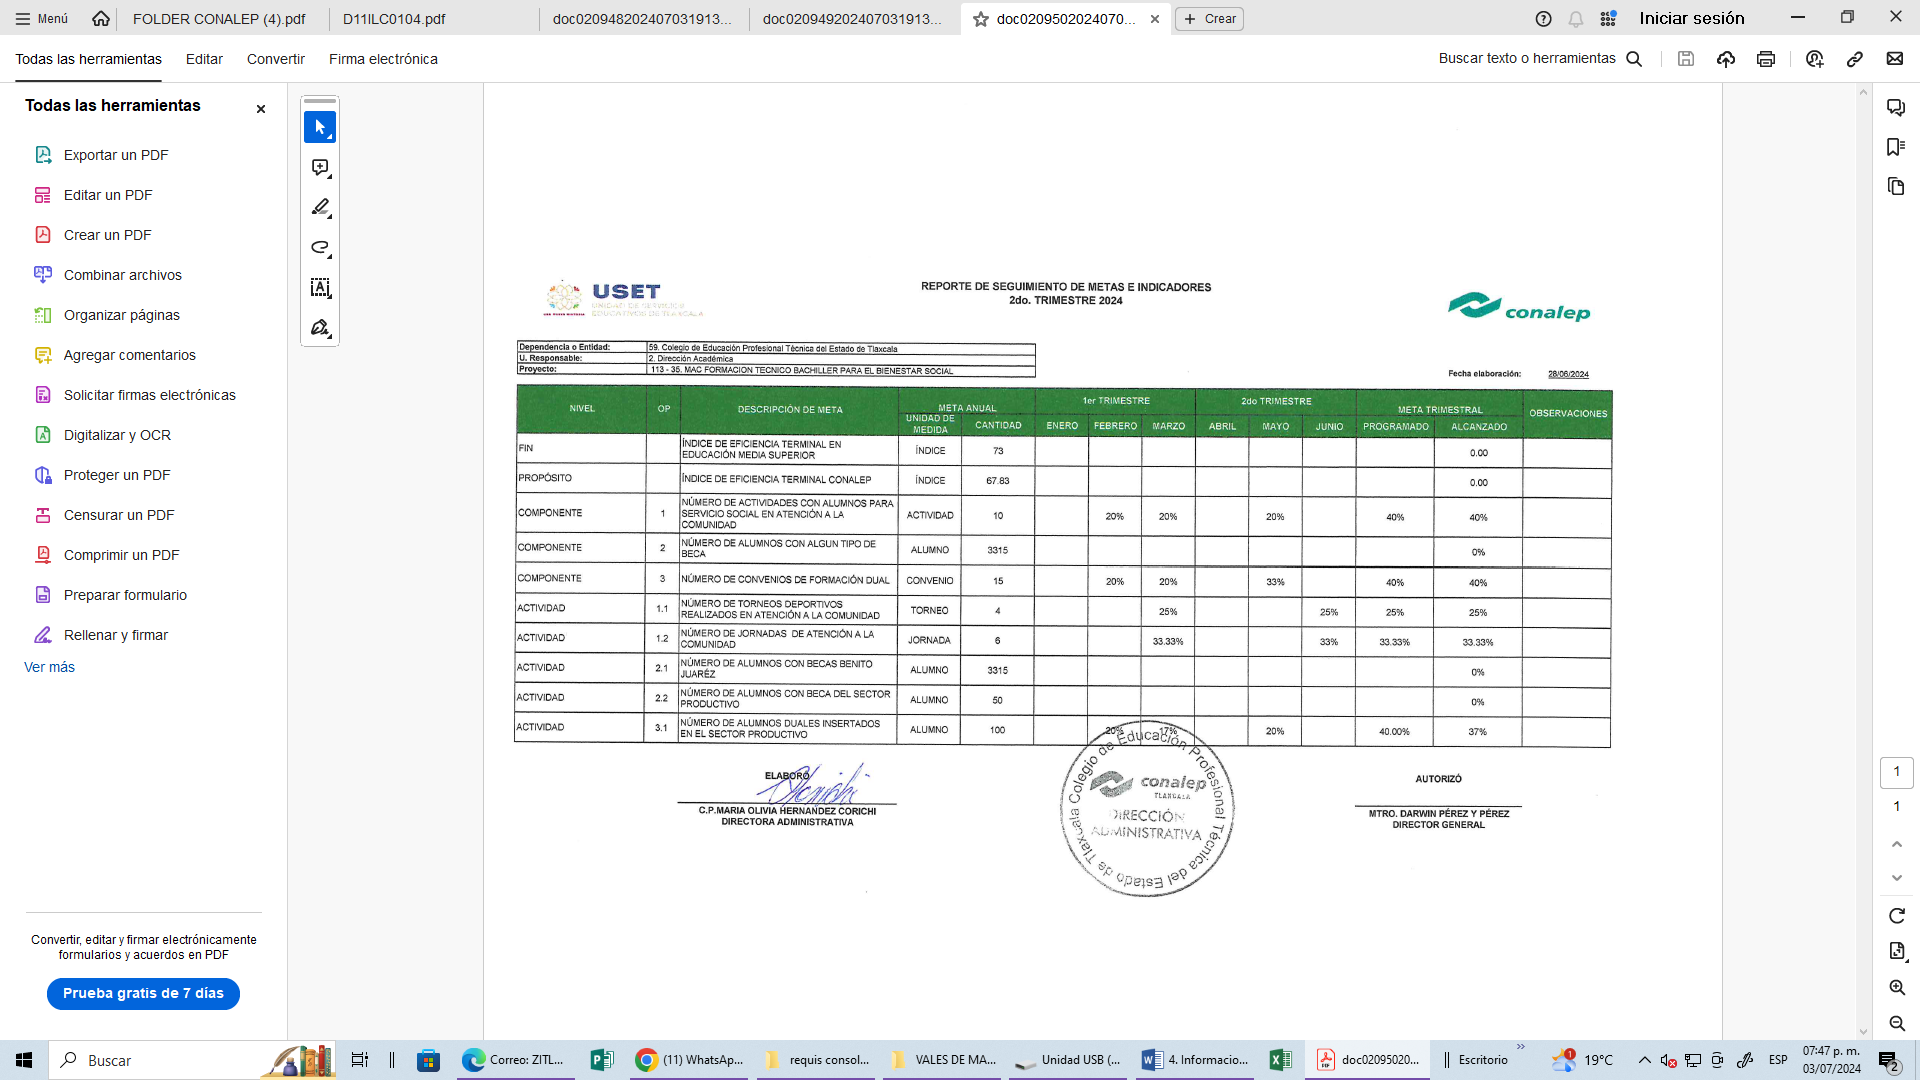 Menú
FOLDER CONALEP (4).pdf
D11ILC0104.pdf
doc020948202407031913...
doc020949202407031913...
doc0209502024070...
Crear
Iniciar sesión
Todas las herramientas
Editar
Convertir
Firma electrónica
Buscar texto o herramientas
Todas las herramientas
Exportar un PDF
Editar un PDF
Crear un PDF
Combinar archivos
Organizar páginas
Agregar comentarios
Solicitar firmas electrónicas
Digitalizar y OCR
Proteger un PDF
Censurar un PDF
Comprimir un PDF
Preparar formulario
Rellenar y firmar
Ver más
Convertir, editar y firmar electrónicamente
formularios y acuerdos en PDF
Prueba gratis de 7 días
USET
EDUCATIVOS DE TLAXCALA
REPORTE DE SEGUIMIENTO DE METAS E INDICADORES
2do. TRIMESTRE 2024
conalep
Dependencia o Entidad: 59. Colegio de Educación Profesional Técnica del Estado de Tlaxcala
U. Responsable: 2. Dirección Académica
Proyecto: 113 - 35. MAC FORMACION TECNICO BACHILLER PARA EL BIENESTAR SOCIAL
Fecha elaboración: 28/06/2024
NIVEL OP DESCRIPCIÓN DE META META ANUAL 1er TRIMESTRE 2do TRIMESTRE META TRIMESTRAL OBSERVACIONES
UNIDAD DE MEDIDA CANTIDAD ENERO FEBRERO MARZO ABRIL MAYO JUNIO PROGRAMADO ALCANZADO
FIN ÍNDICE DE EFICIENCIA TERMINAL EN EDUCACIÓN MEDIA SUPERIOR ÍNDICE 73 0.00
PROPÓSITO ÍNDICE DE EFICIENCIA TERMINAL CONALEP ÍNDICE 67.83 0.00
COMPONENTE 1 NÚMERO DE ACTIVIDADES CON ALUMNOS PARA SERVICIO SOCIAL EN ATENCIÓN A LA COMUNIDAD ACTIVIDAD 10 20% 20% 20% 40% 40%
COMPONENTE 2 NÚMERO DE ALUMNOS CON ALGUN TIPO DE BECA ALUMNO 3315 0%
COMPONENTE 3 NÚMERO DE CONVENIOS DE FORMACIÓN DUAL CONVENIO 15 20% 20% 33% 40% 40%
ACTIVIDAD 1.1 NÚMERO DE TORNEOS DEPORTIVOS REALIZADOS EN ATENCIÓN A LA COMUNIDAD TORNEO 4 25% 25% 25% 25%
ACTIVIDAD 1.2 NÚMERO DE JORNADAS DE ATENCIÓN A LA COMUNIDAD JORNADA 6 33.33% 33% 33.33% 33.33%
ACTIVIDAD 2.1 NÚMERO DE ALUMNOS CON BECAS BENITO JUARÉZ ALUMNO 3315 0%
ACTIVIDAD 2.2 NÚMERO DE ALUMNOS CON BECA DEL SECTOR PRODUCTIVO ALUMNO 50 0%
ACTIVIDAD 3.1 NÚMERO DE ALUMNOS DUALES INSERTADOS EN EL SECTOR PRODUCTIVO ALUMNO 100 20% 17% 20% 40.00% 37%
ELABORÓ
C.P.MARIA OLIVIA HERNANDEZ CORICHI
DIRECTORA ADMINISTRATIVA
Colegio de Educación Profesional Técnica del Estado de Tlaxcala
conalep
TLAXCALA
DIRECCIÓN
ADMINISTRATIVA
AUTORIZÓ
MTRO. DARWIN PÉREZ Y PÉREZ
DIRECTOR GENERAL
1
1
Buscar
Correo: ZITL...
(11) WhatsAp...
requis consol...
VALES DE MA...
Unidad USB (...
4. Informacio...
doc02095020...
Escritorio
19°C
ESP
07:47 p. m.
03/07/2024
2